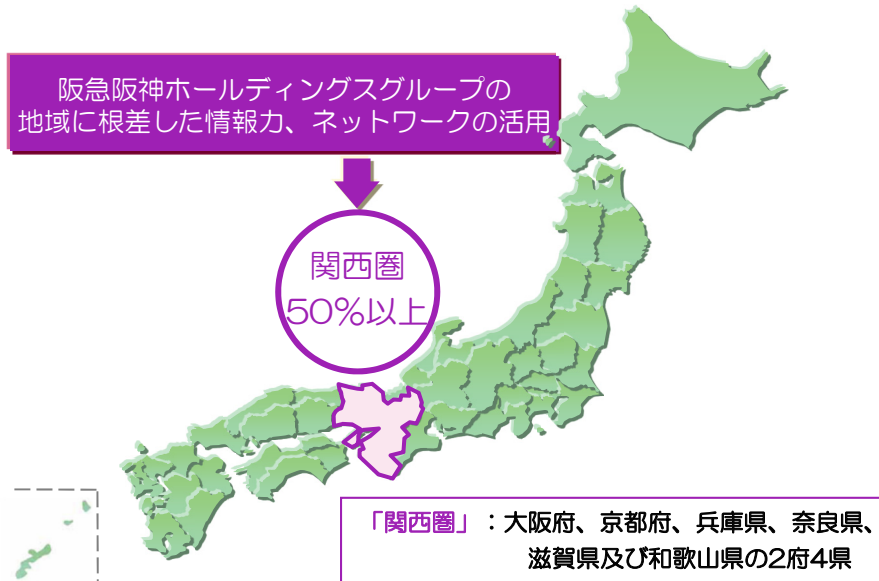 阪急阪神ホールディングスグループの
地域に根差した情報力、ネットワークの活用
関西圏
50%以上
「関西圏」：大阪府、京都府、兵庫県、奈良県、
滋賀県及び和歌山県の2府4県